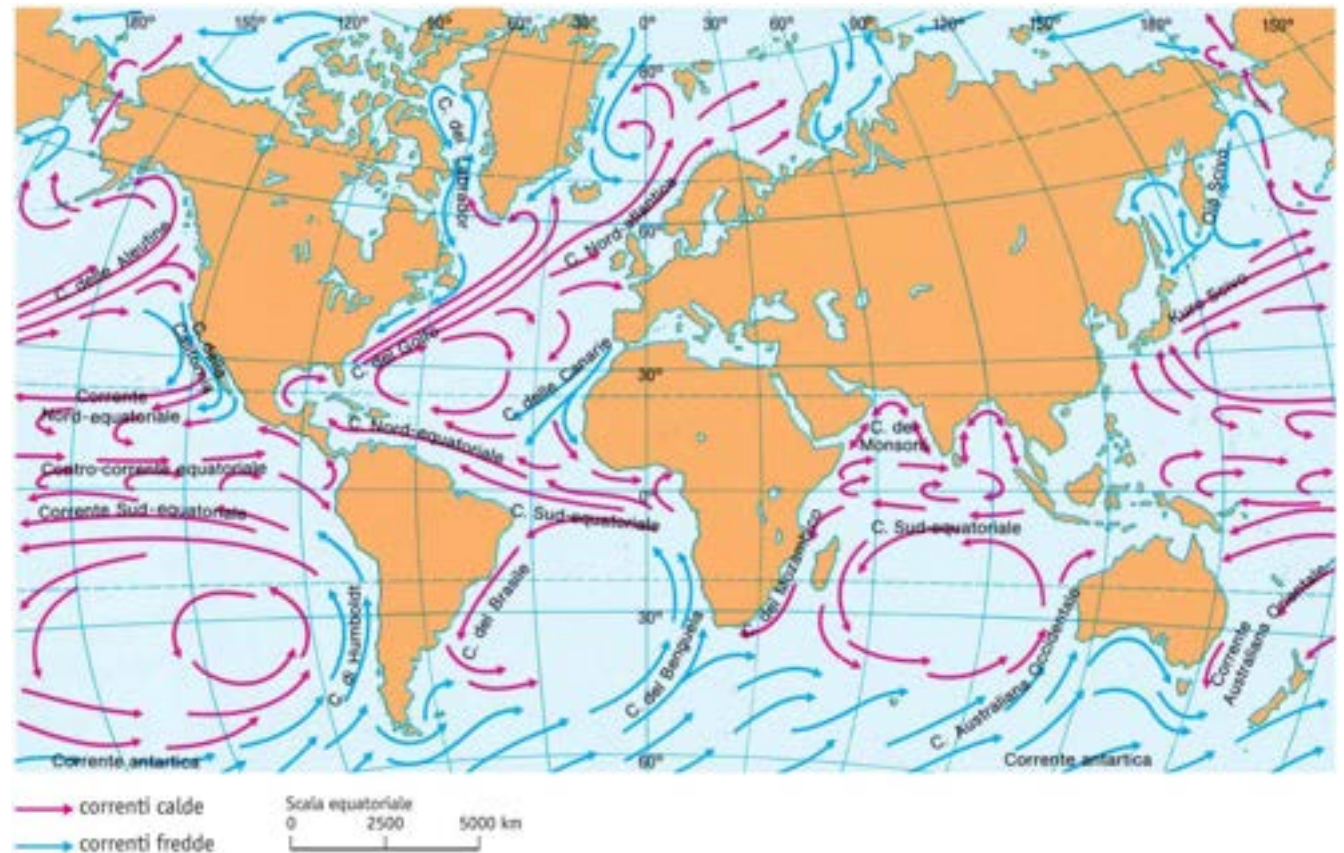 180° 150° 120° 90° 60° 30° 0° 30° 60° 90° 120° 150° 180° 150°
60°
C. del Labrador
Oia Scivo
C. Nord-atlantica
60
C. delle Aleutine
Kuro Scivo
C. della
California
C. del Golfo
30°
C. delle Canarie
Corrente
Nord-equatoriale
C. Nord-equatoriale
C. dei
Monsoni
Contro-corrente equatoriale
0°
Corrente Sud-equatoriale
C. Sud-equatoriale
C. Sud-equatoriale
C. del Mozambico
C. del Brasile
C. di Humboldt
30°
C. del Benguela
C. Australiana Occidentale
Corrente
Australiana Orientale
Corrente antartica
60°
Corrente antartica
correnti calde
correnti fredde
Scala equatoriale
0 2500 5000 km